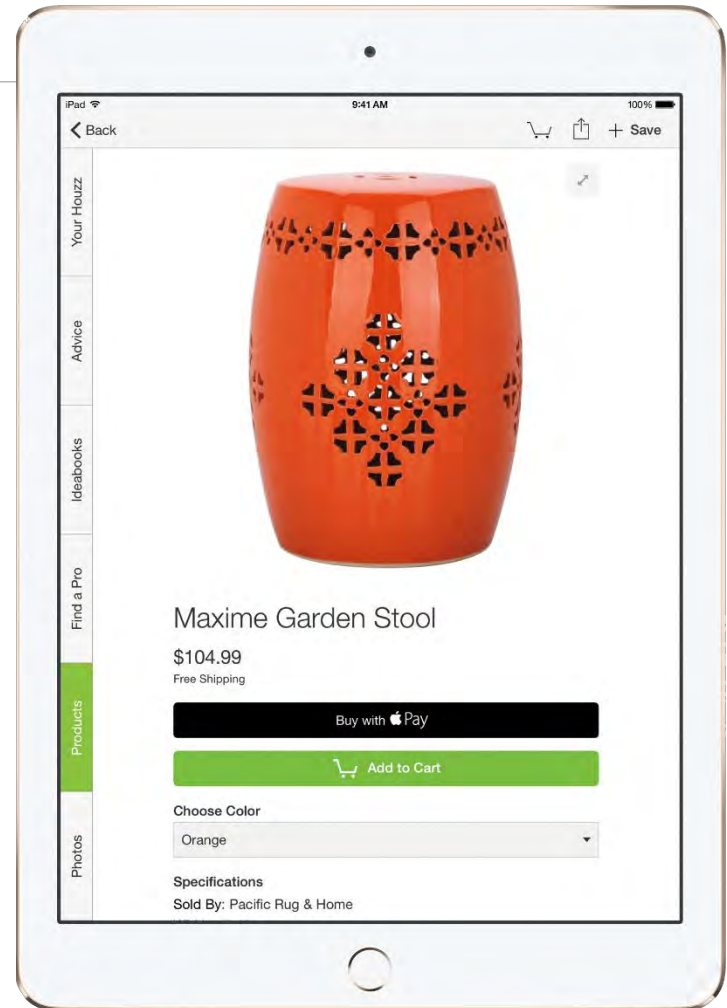 iPad 9:41 AM 100%
Back
Save
Your Houzz
Advice
Ideabooks
Find a Pro
Products
Photos
Maxime Garden Stool
$104.99
Free Shipping
Buy with Pay
Add to Cart
Choose Color
Orange
Specifications
Sold By: Pacific Rug & Home